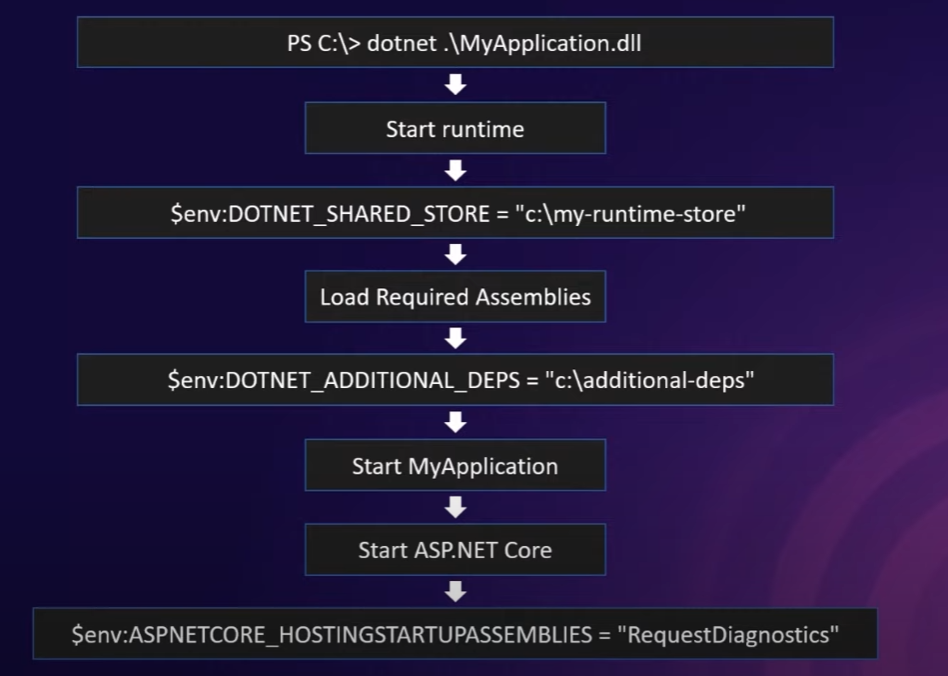 PS C:\> dotnet .\MyApplication.dll
Start runtime
$env:DOTNET_SHARED_STORE = "c:\my-runtime-store"
Load Required Assemblies
$env:DOTNET_ADDITIONAL_DEPS = "c:\additional-deps"
Start MyApplication
Start ASP.NET Core
$env:ASPNETCORE_HOSTINGSTARTUPASSEMBLIES = "RequestDiagnostics"